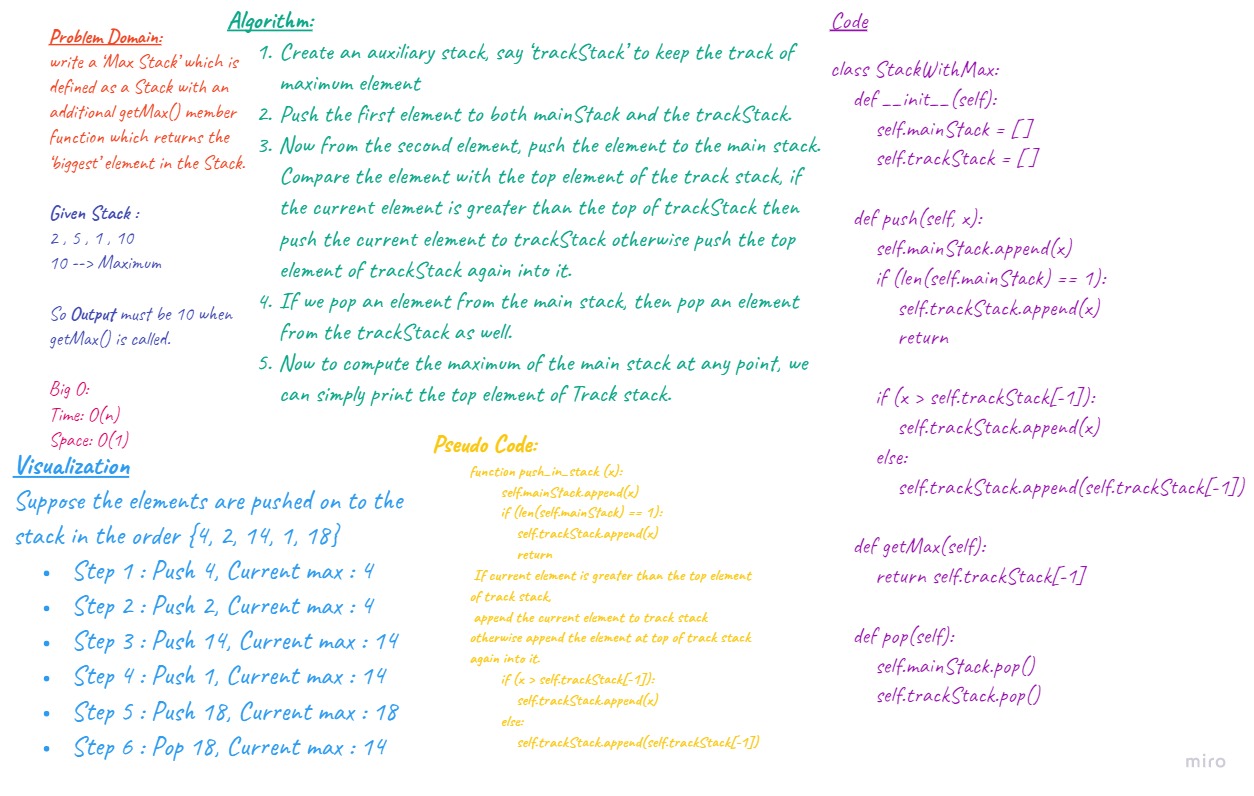 Problem Domain:
write a 'Max Stack' which is
defined as a Stack with an
additional getMax() member
function which returns the
'biggest' element in the Stack.
Given Stack :
2 , 5 , 1 , 10
10 --> Maximum
So Output must be 10 when
getMax() is called.
Big O:
Time: O(n)
Space: O(1)
Visualization
Suppose the elements are pushed on to the
stack in the order {4, 2, 14, 1, 18}
• Step 1 : Push 4, Current max : 4
• Step 2 : Push 2, Current max : 4
• Step 3 : Push 14, Current max : 14
• Step 4 : Push 1, Current max : 14
• Step 5 : Push 18, Current max : 18
• Step 6 : Pop 18, Current max : 14
Algorithm:
1. Create an auxiliary stack, say 'trackStack' to keep the track of
maximum element
2. Push the first element to both mainStack and the trackStack.
3. Now from the second element, push the element to the main stack.
Compare the element with the top element of the track stack, if
the current element is greater than the top of trackStack then
push the current element to trackStack otherwise push the top
element of trackStack again into it.
4. If we pop an element from the main stack, then pop an element
from the trackStack as well.
5. Now to compute the maximum of the main stack at any point, we
can simply print the top element of Track stack.
Pseudo Code:
function push_in_stack (x):
self.mainStack.append(x)
if (len(self.mainStack) == 1):
self.trackStack.append(x)
return
If current element is greater than the top element
of track stack,
append the current element to track stack
otherwise append the element at top of track stack
again into it.
if (x > self.trackStack[-1]):
self.trackStack.append(x)
else:
self.trackStack.append(self.trackStack[-1])
Code
class StackWithMax:
def __init__(self):
self.mainStack = []
self.trackStack = []
def push(self, x):
self.mainStack.append(x)
if (len(self.mainStack) == 1):
self.trackStack.append(x)
return
if (x > self.trackStack[-1]):
self.trackStack.append(x)
else:
self.trackStack.append(self.trackStack[-1])
def getMax(self):
return self.trackStack[-1]
def pop(self):
self.mainStack.pop()
self.trackStack.pop()
miro